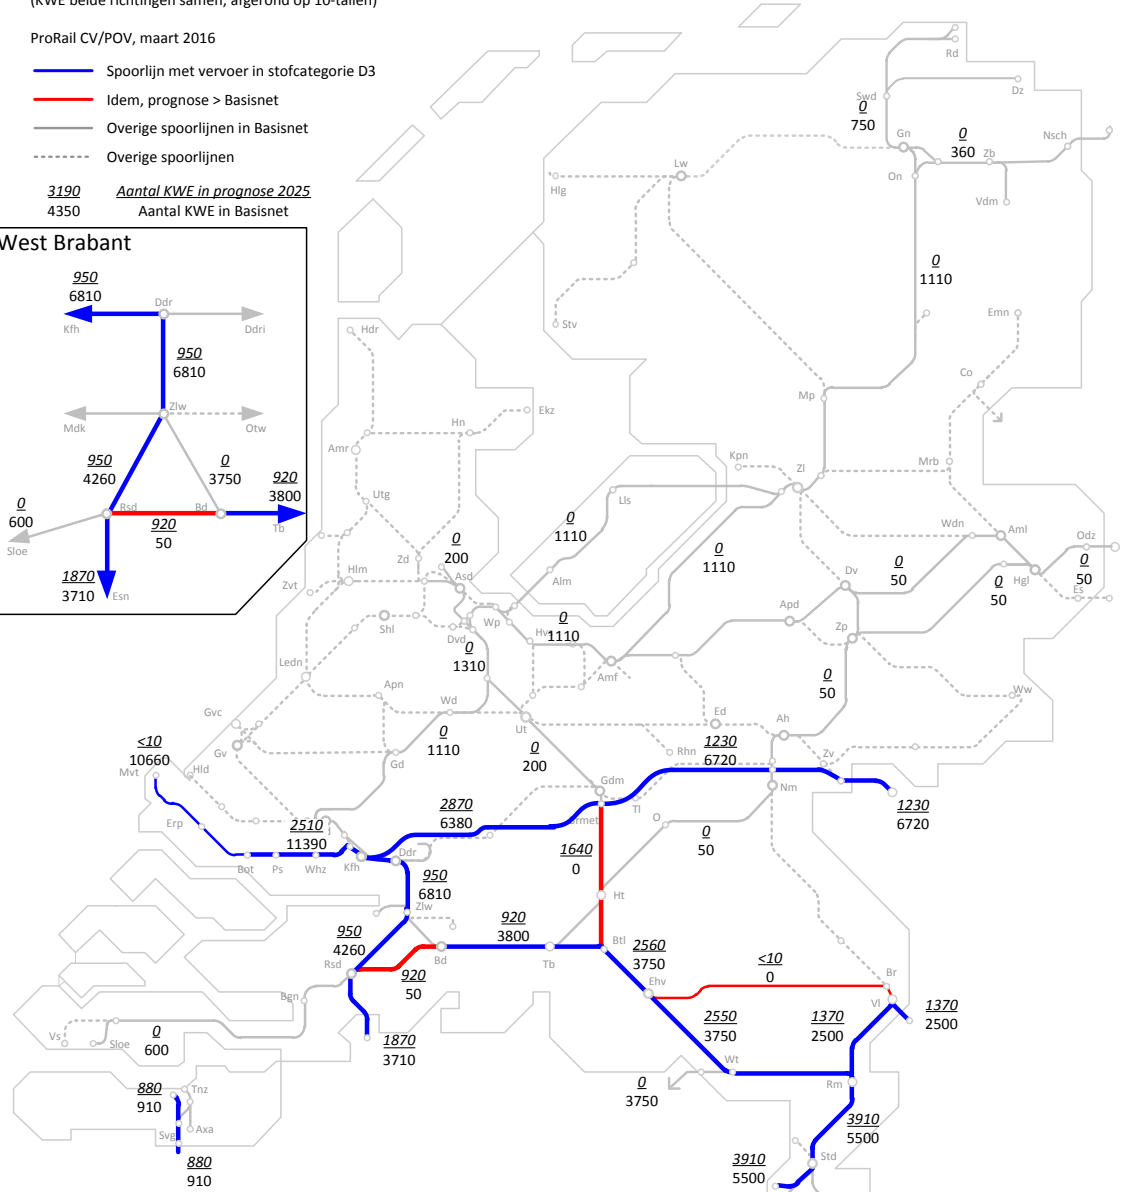 (KWE beide richtingen samen, afgerond op 10-tallen)
ProRail CV/POV, maart 2016
Spoorlijn met vervoer in stofcategorie D3
Idem, prognose > Basisnet
Overige spoorlijnen in Basisnet
Overige spoorlijnen
3190 Aantal KWE in prognose 2025
4350 Aantal KWE in Basisnet
West Brabant
950
6810
Ddr
Kfh
Ddri
950
6810
Zlw
Mdk
Otw
950
4260
0
3750
920
3800
0
600
Rsd
Bd
Tb
Sloe
920
50
1870
3710
Esn
Rd
Swd
0
750
Dz
Gn
0
360
Zb
Nsch
On
Vdm
Lw
Hlg
Stv
0
1110
Emn
Co
Mp
Hdr
Ekz
Hn
Amr
Kpn
Zl
Mrb
Utg
Lls
Wdn
Aml
Odz
0
200
0
1110
0
1110
Zd
Hlm
Asd
Alm
Dv
0
50
Hgl
0
50
Es
0
50
Zvt
Shl
Wp
Dvd
Hvs
0
1110
Apd
Zp
0
1310
Ledn
Amf
0
50
Apn
Wd
Ww
Gvc
Gv
Ut
Ed
Ah
0
1110
0
200
Rhn
1230
6720
Zv
<10
10660
Mvt
Hld
Gd
Gdm
Nm
Tl
1230
6720
Erp
2510
11390
2870
6380
O
0
50
Bot
Ps
Whz
Kfh
Ddr
1640
0
950
6810
Ht
Zlw
950
4260
920
3800
Btl
2560
3750
Rsd
Bd
Tb
920
50
Ehv
<10
0
Br
Bgn
Vl
1370
2500
Vs
Sloe
0
600
1870
3710
2550
3750
1370
2500
Wt
0
3750
Rm
880
910
Tnz
Axa
Svg
880
910
3910
5500
Std
3910
5500